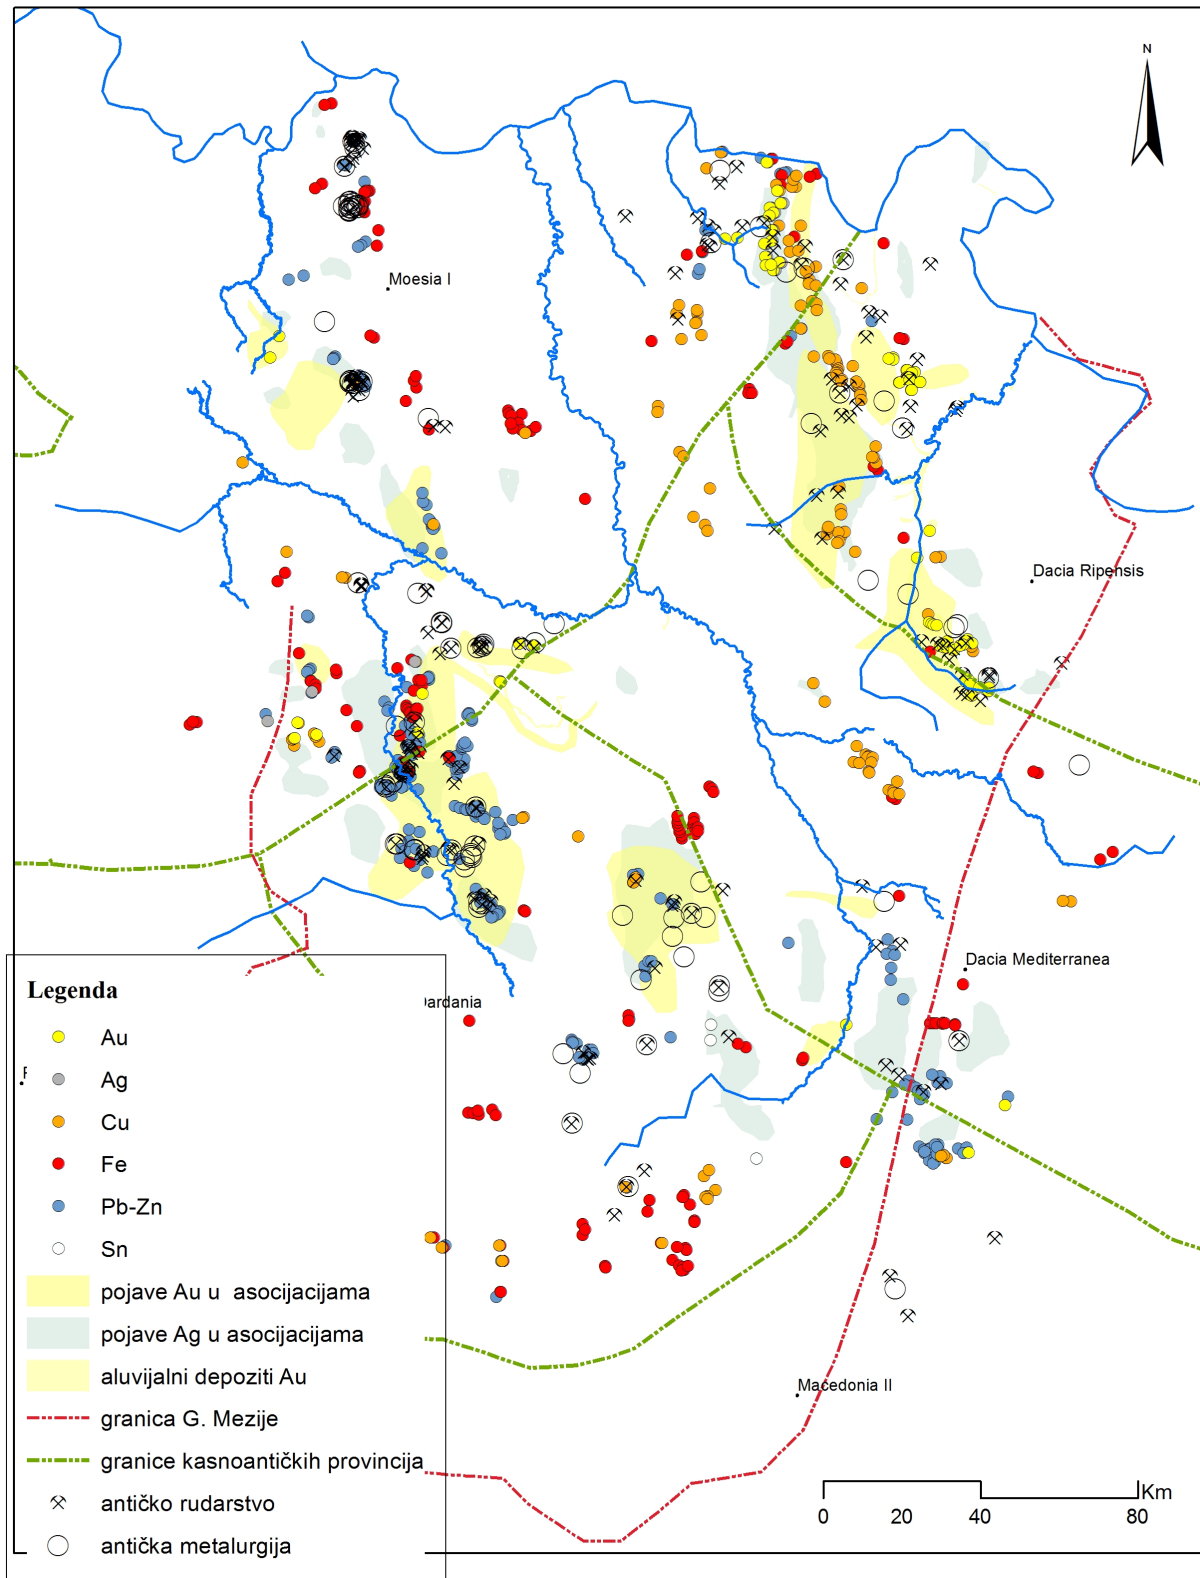 N
Moesia I
Dacia Ripensis
Dacia Mediterranea
Macedonia II
Legenda
Au
Ag
Cu
Fe
Pb-Zn
Sn
pojave Au u asocijacijama
pojave Ag u asocijacijama
aluvijalni depoziti Au
granica G. Mezije
granice kasnoantičkih provincija
antičko rudarstvo
antička metalurgija
Km
0 20 40 80